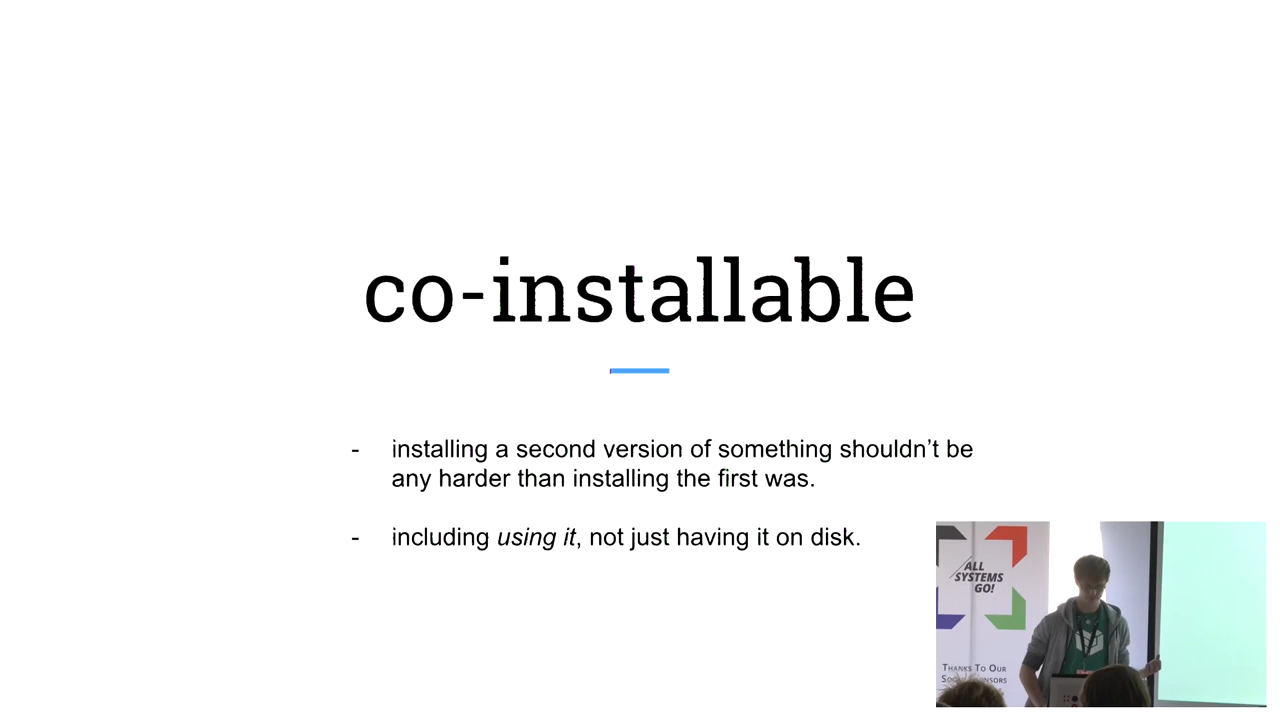 co-installable
- installing a second version of something shouldn’t be
any harder than installing the first was.
- including using it, not just having it on disk.
ALL
SYSTEMS
GO!
THANKS TO OUR